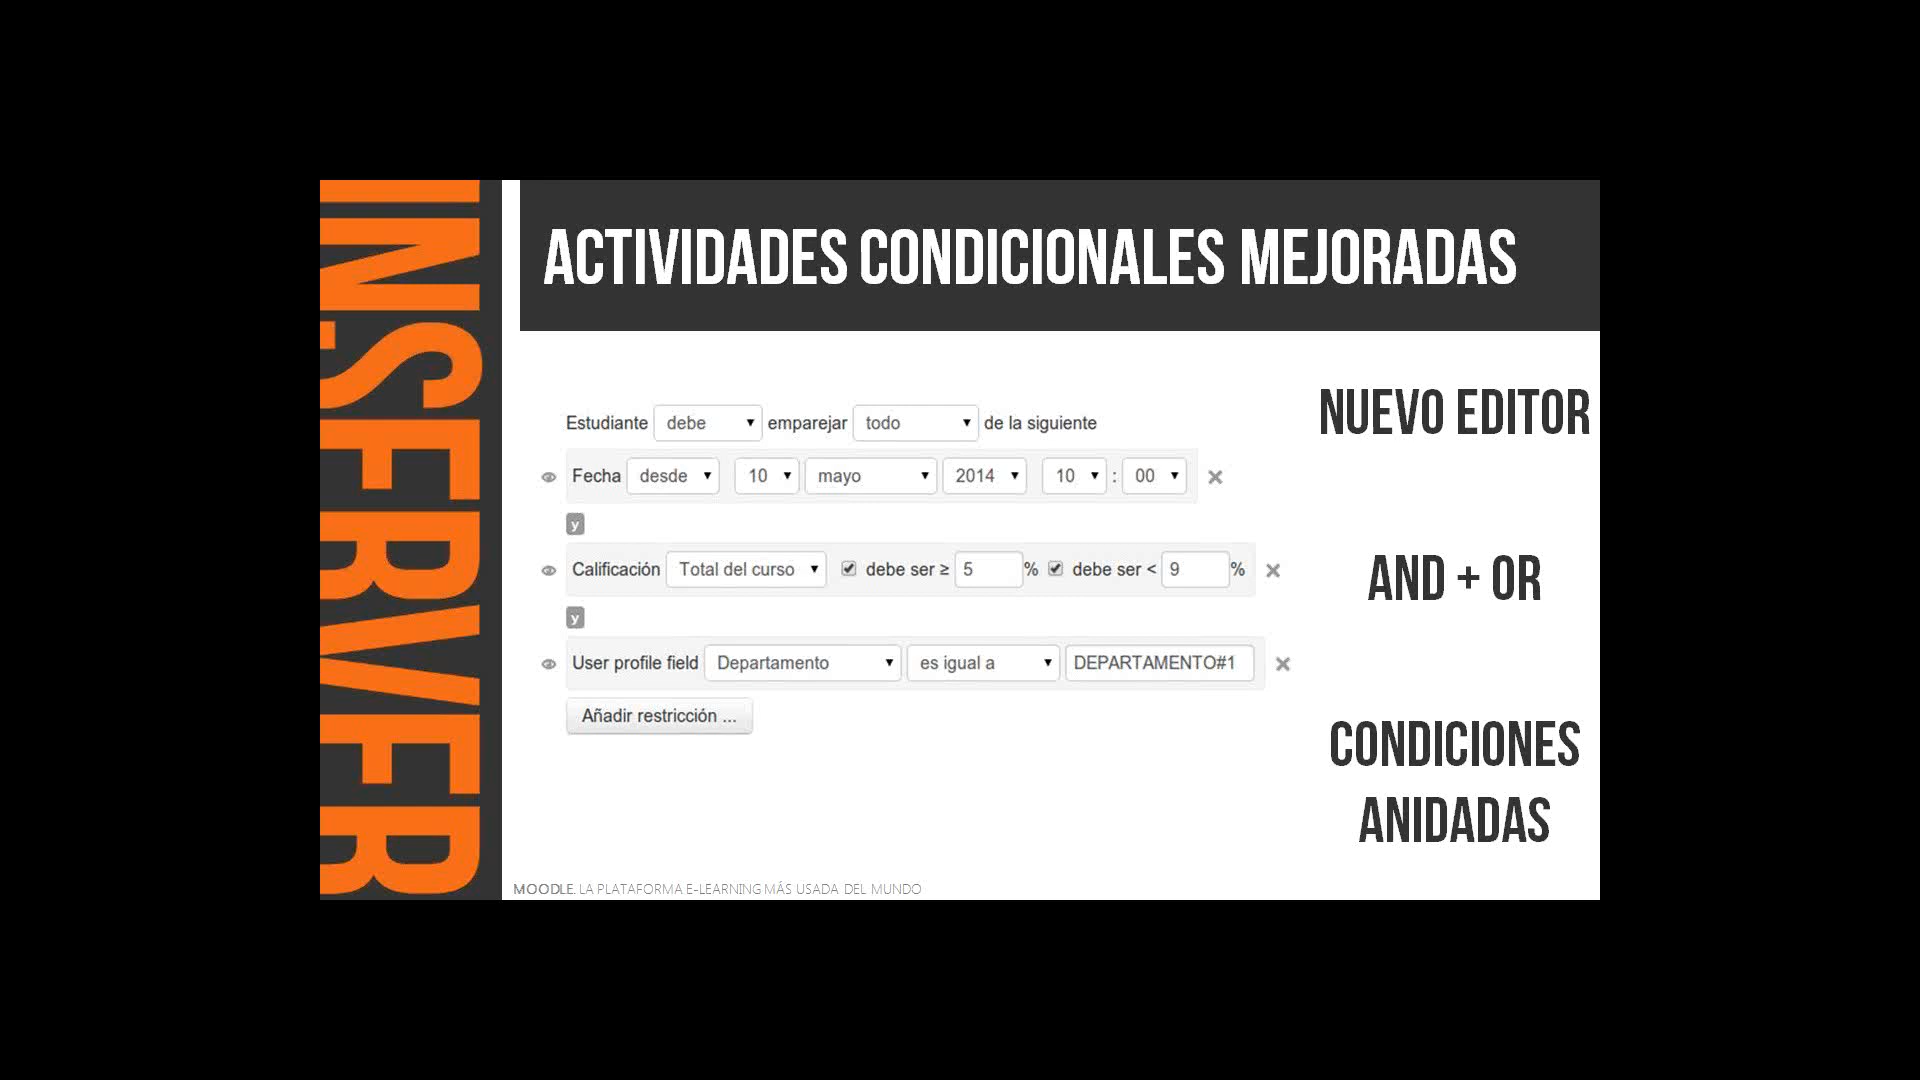 INSERVER
ACTIVIDADES CONDICIONALES MEJORADAS
NUEVO EDITOR
Estudiante debe emparejar todo de la siguiente
Fecha desde 10 mayo 2014 10 : 00
y
Calificación Total del curso debe ser ≥ 5 % debe ser < 9 %
AND + OR
y
User profile field Departamento es igual a DEPARTAMENTO#1
Añadir restricción ...
CONDICIONES
ANIDADAS
MOODLE. LA PLATAFORMA E-LEARNING MÁS USADA DEL MUNDO